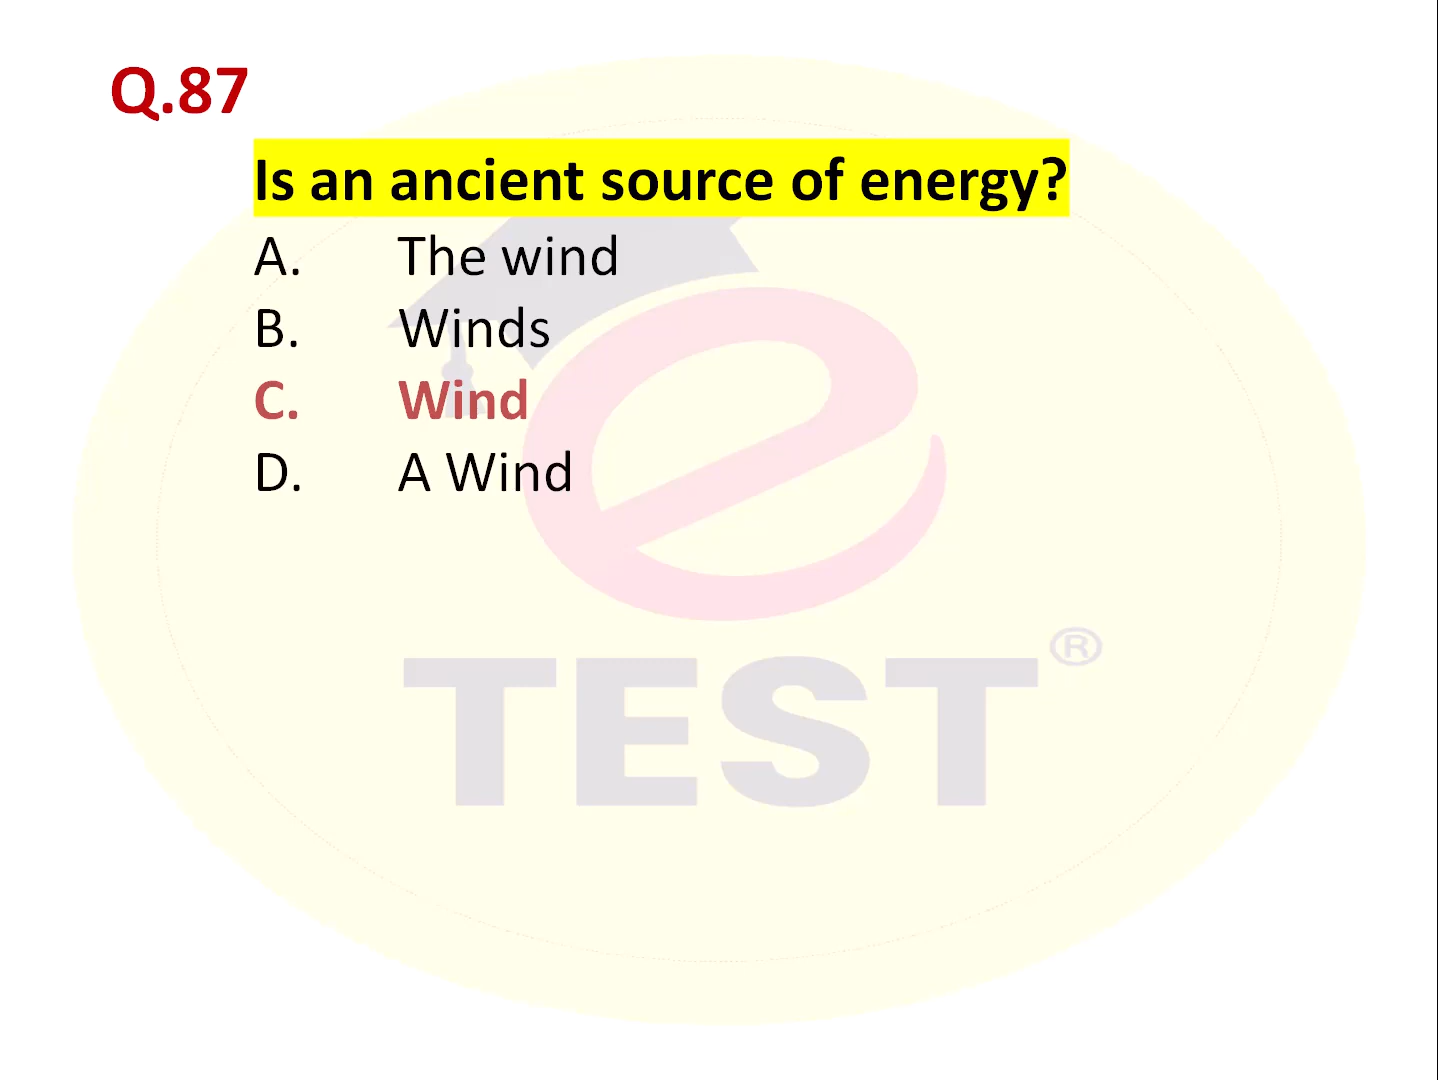 Q.87
Is an ancient source of energy?
A. The wind
B. Winds
C. Wind
D. A Wind
e
TEST®